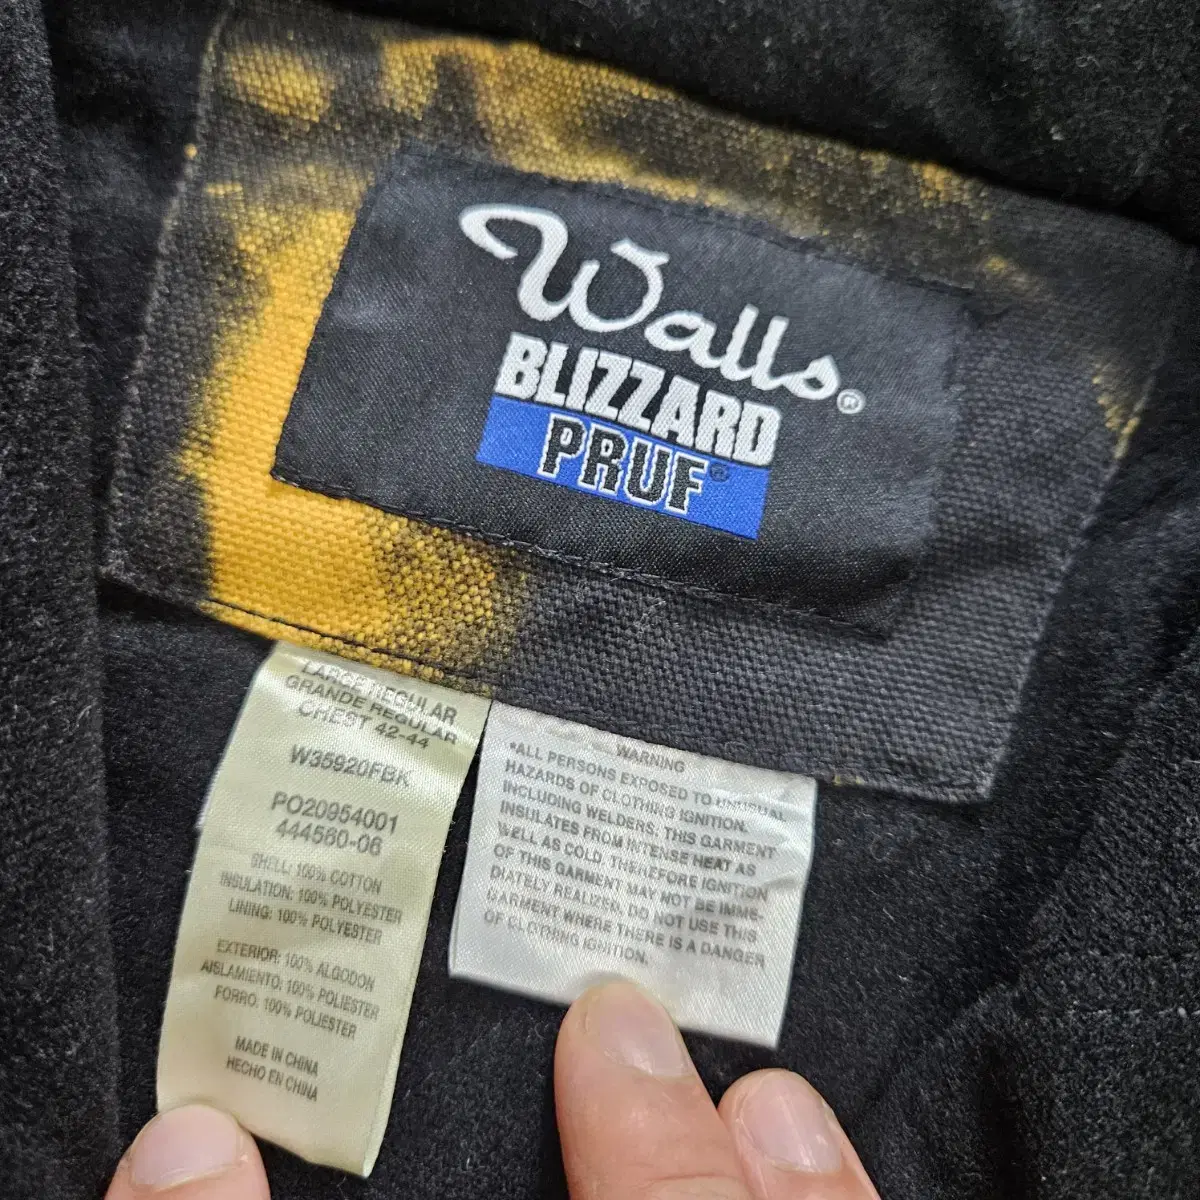 Walls®
BLIZZARD
PRUF®
LARGE REGULAR
GRANDE REGULAR
CHEST 42-44
W35920FBK
PO20954001
444560-06
SHELL: 100% COTTON
INSULATION: 100% POLYESTER
LINING: 100% POLYESTER
EXTERIOR: 100% ALGODON
AISLAMIENTO: 100% POLIESTER
FORRO: 100% POLIESTER
MADE IN CHINA
HECHO EN CHINA
WARNING
*ALL PERSONS EXPOSED TO UNUSUAL
HAZARDS OF CLOTHING IGNITION,
INCLUDING WELDERS. THIS GARMENT
INSULATES FROM INTENSE HEAT AS
WELL AS COLD. THEREFORE IGNITION
OF THIS GARMENT MAY NOT BE IMME-
DIATELY REALIZED, DO NOT USE THIS
GARMENT WHERE THERE IS A DANGER
OF CLOTHING IGNITION.